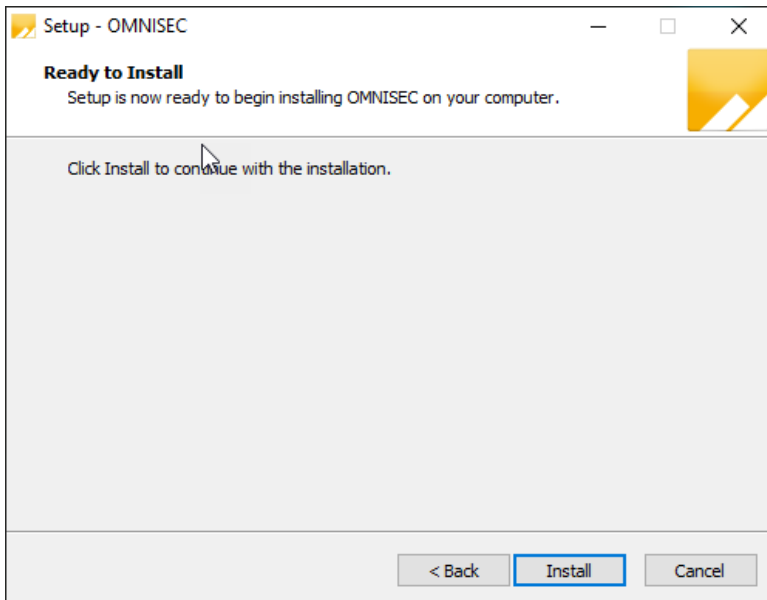 Setup - OMNISEC
Ready to Install
Setup is now ready to begin installing OMNISEC on your computer.
Click Install to continue with the installation.
< Back
Install
Cancel